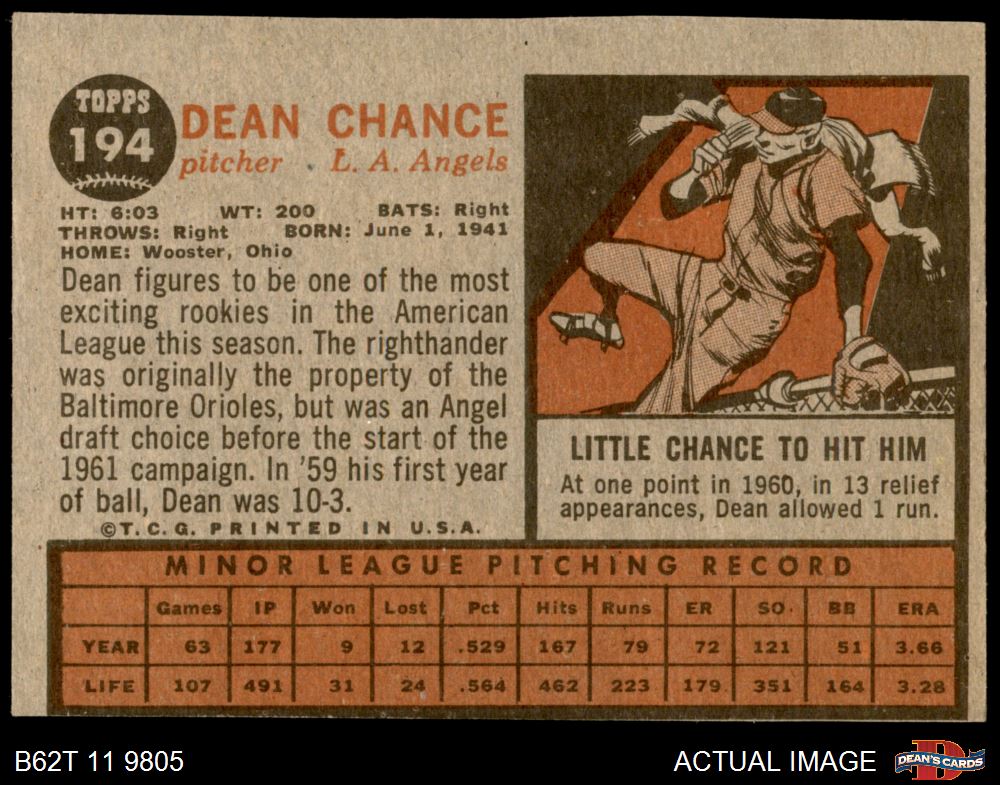 TOPPS
194
DEAN CHANCE
pitcher . L. A. Angels
HT: 6:03 WT: 200 BATS: Right
THROWS: Right BORN: June 1, 1941
HOME: Wooster, Ohio
Dean figures to be one of the most
exciting rookies in the American
League this season. The righthander
was originally the property of the
Baltimore Orioles, but was an Angel
draft choice before the start of the
1961 campaign. In '59 his first year
of ball, Dean was 10-3.
©T.C.G. PRINTED IN U.S.A.
LITTLE CHANCE TO HIT HIM
At one point in 1960, in 13 relief
appearances, Dean allowed 1 run.
MINOR LEAGUE PITCHING RECORD
Games IP Won Lost Pct Hits Runs ER SO BB ERA
YEAR 63 177 9 12 .529 167 79 72 121 51 3.66
LIFE 107 491 31 24 .564 462 223 179 351 164 3.28
B62T 11 9805
ACTUAL IMAGE
DEAN'S CARDS